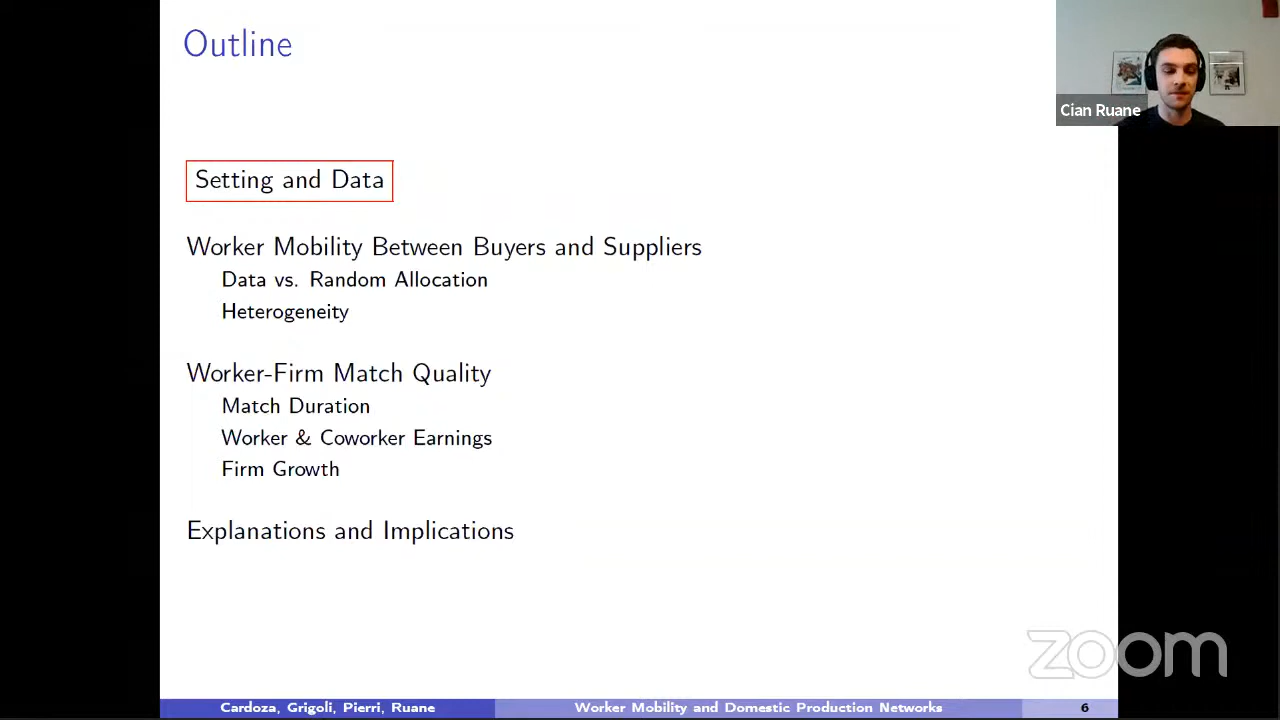 Outline
Cian Ruane
Setting and Data
Worker Mobility Between Buyers and Suppliers
Data vs. Random Allocation
Heterogeneity
Worker-Firm Match Quality
Match Duration
Worker & Coworker Earnings
Firm Growth
Explanations and Implications
zoom
Cardoza, Grigoli, Pierri, Ruane
Worker Mobility and Domestic Production Networks
6